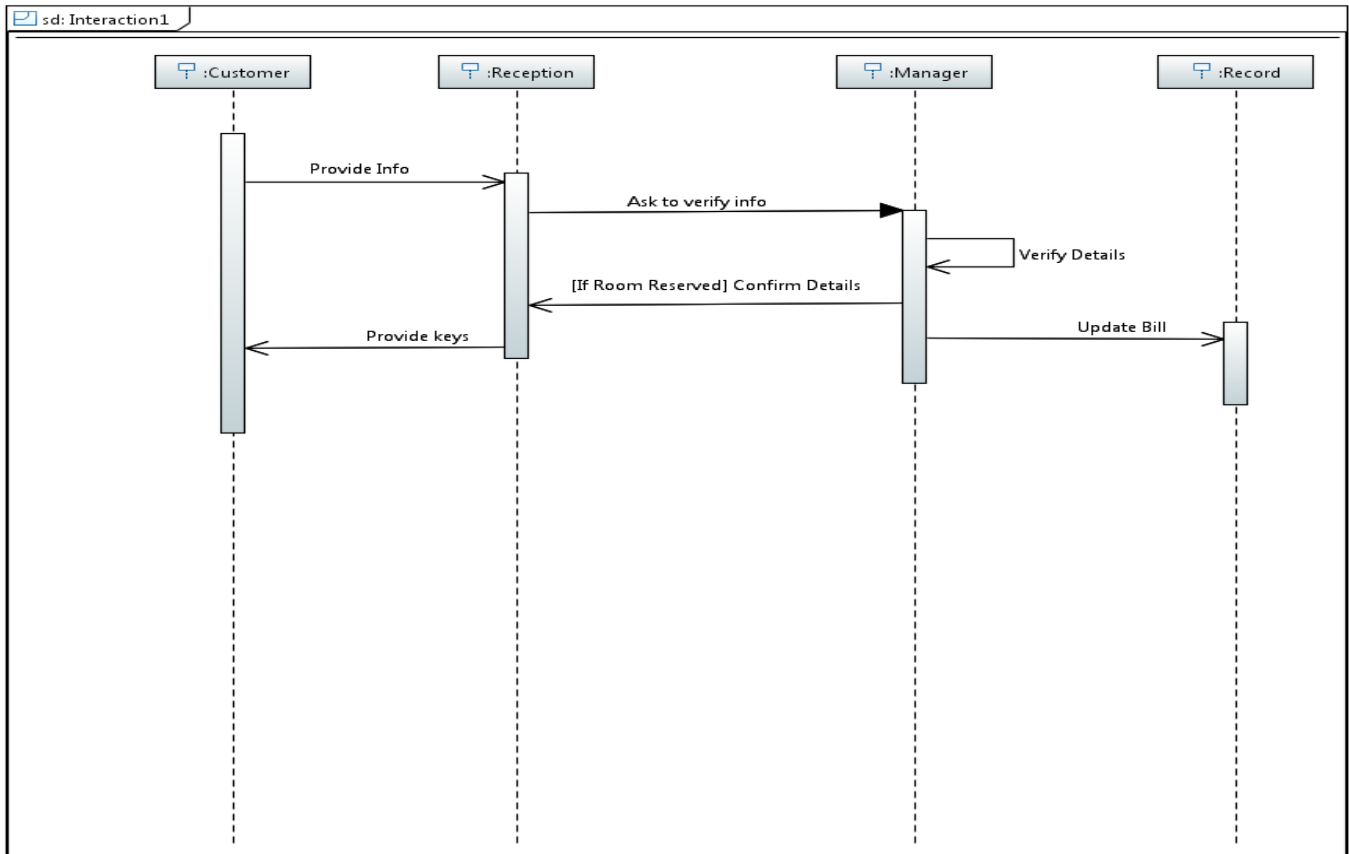 sd: Interaction1
:Customer
:Reception
:Manager
:Record
Provide Info
Ask to verify info
Verify Details
[If Room Reserved] Confirm Details
Provide keys
Update Bill